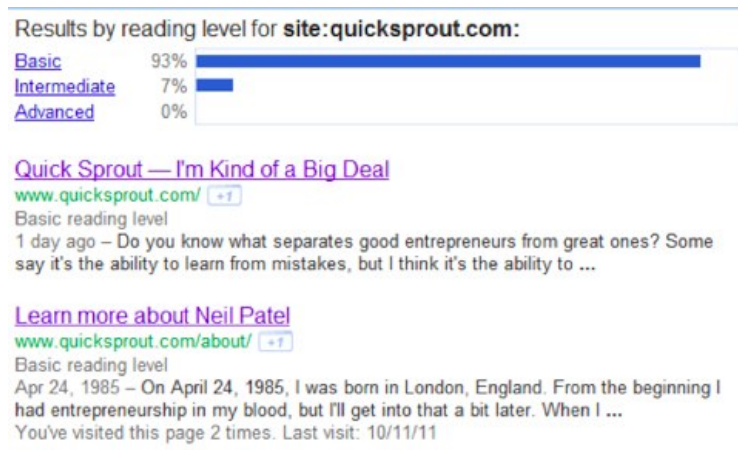 Results by reading level for site:quicksprout.com:
Basic 93%
Intermediate 7%
Advanced 0%
Quick Sprout — I'm Kind of a Big Deal
www.quicksprout.com/ +1
Basic reading level
1 day ago – Do you know what separates good entrepreneurs from great ones? Some
say it's the ability to learn from mistakes, but I think it's the ability to ...
Learn more about Neil Patel
www.quicksprout.com/about/ +1
Basic reading level
Apr 24, 1985 – On April 24, 1985, I was born in London, England. From the beginning I
had entrepreneurship in my blood, but I'll get into that a bit later. When I ...
You've visited this page 2 times. Last visit: 10/11/11